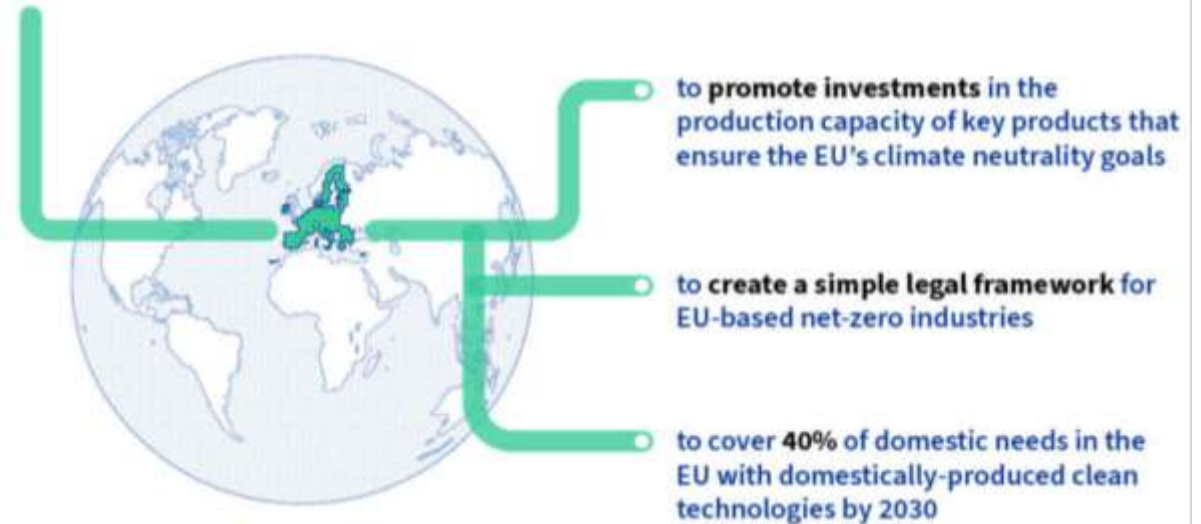 to promote investments in the
production capacity of key products that
ensure the EU's climate neutrality goals
to create a simple legal framework for
EU-based net-zero industries
to cover 40% of domestic needs in the
EU with domestically-produced clean
technologies by 2030